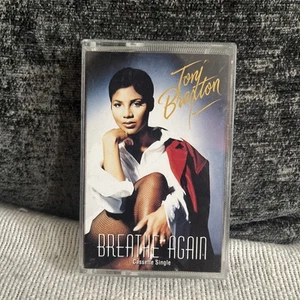 Toni
Braxton
BREATHE AGAIN
Cassette Single